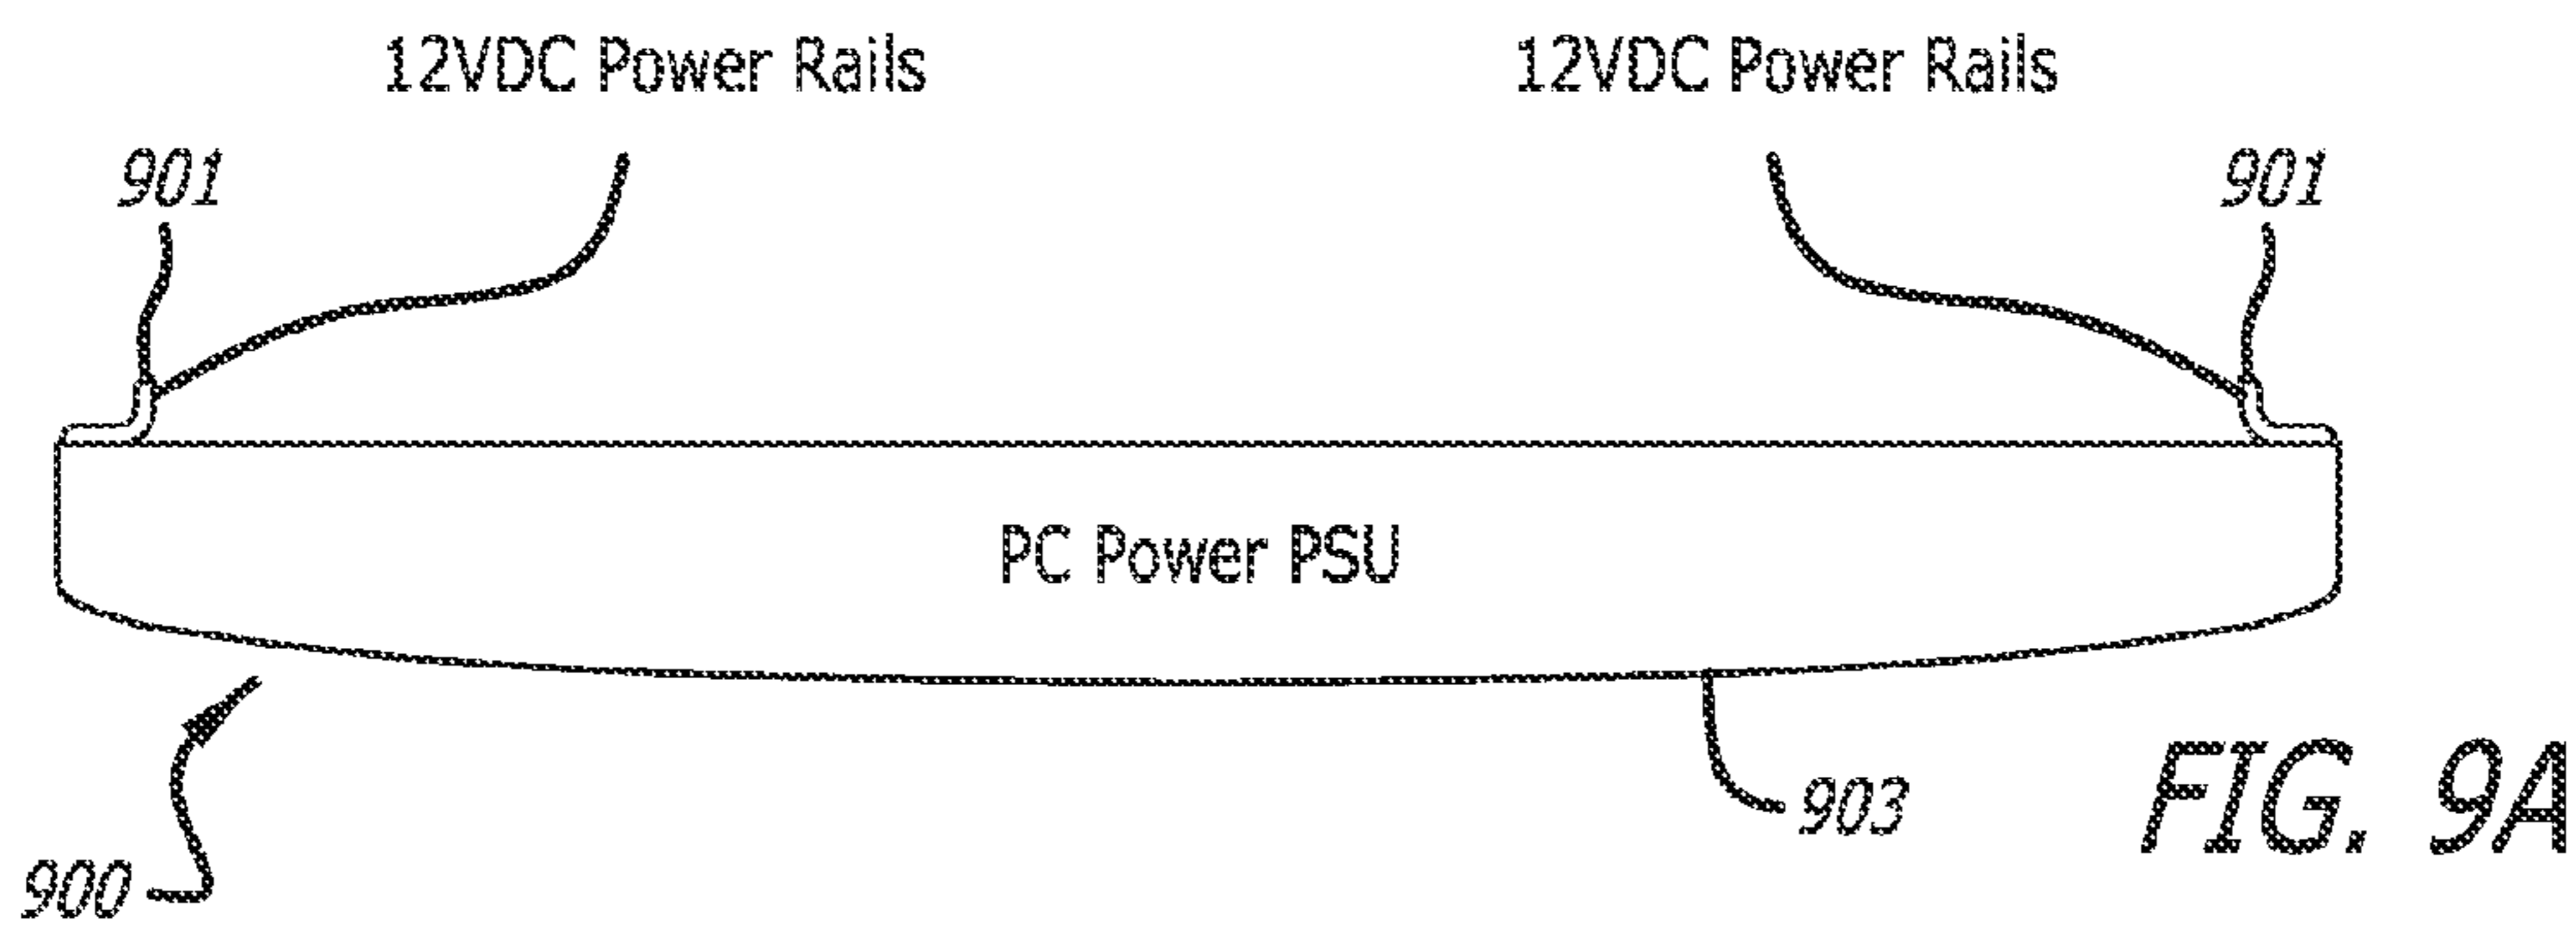 12VDC Power Rails
12VDC Power Rails
901
901
PC Power PSU
903
FIG. 9A
900